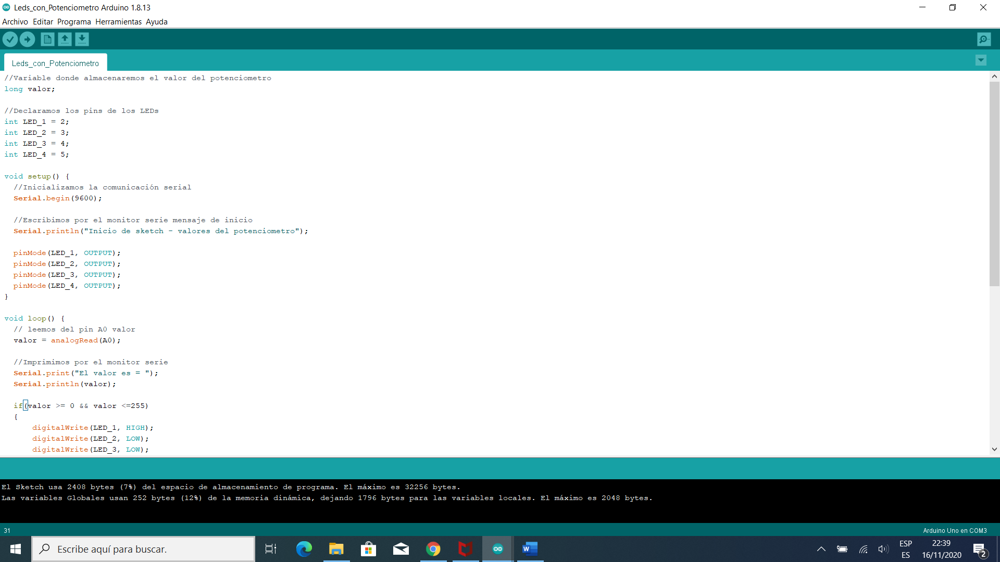 Leds_con_Potenciometro Arduino 1.8.13
Archivo Editar Programa Herramientas Ayuda
Leds_con_Potenciometro
//Variable donde almacenaremos el valor del potenciometro
long valor;
//Declaramos los pins de los LEDs
int LED_1 = 2;
int LED_2 = 3;
int LED_3 = 4;
int LED_4 = 5;
void setup() {
//Inicializamos la comunicación serial
Serial.begin(9600);
//Escribimos por el monitor serie mensaje de inicio
Serial.println("Inicio de sketch - valores del potenciometro");
pinMode(LED_1, OUTPUT);
pinMode(LED_2, OUTPUT);
pinMode(LED_3, OUTPUT);
pinMode(LED_4, OUTPUT);
}
void loop() {
// leemos del pin A0 valor
valor = analogRead(A0);
//Imprimimos por el monitor serie
Serial.print("El valor es = ");
Serial.println(valor);
if(valor >= 0 && valor <=255)
{
digitalWrite(LED_1, HIGH);
digitalWrite(LED_2, LOW);
digitalWrite(LED_3, LOW);
El Sketch usa 2408 bytes (7%) del espacio de almacenamiento de programa. El máximo es 32256 bytes.
Las variables Globales usan 252 bytes (12%) de la memoria dinámica, dejando 1796 bytes para las variables locales. El máximo es 2048 bytes.
31
Arduino Uno en COM3
Escribe aquí para buscar.
ESP
ES
22:39
16/11/2020
2